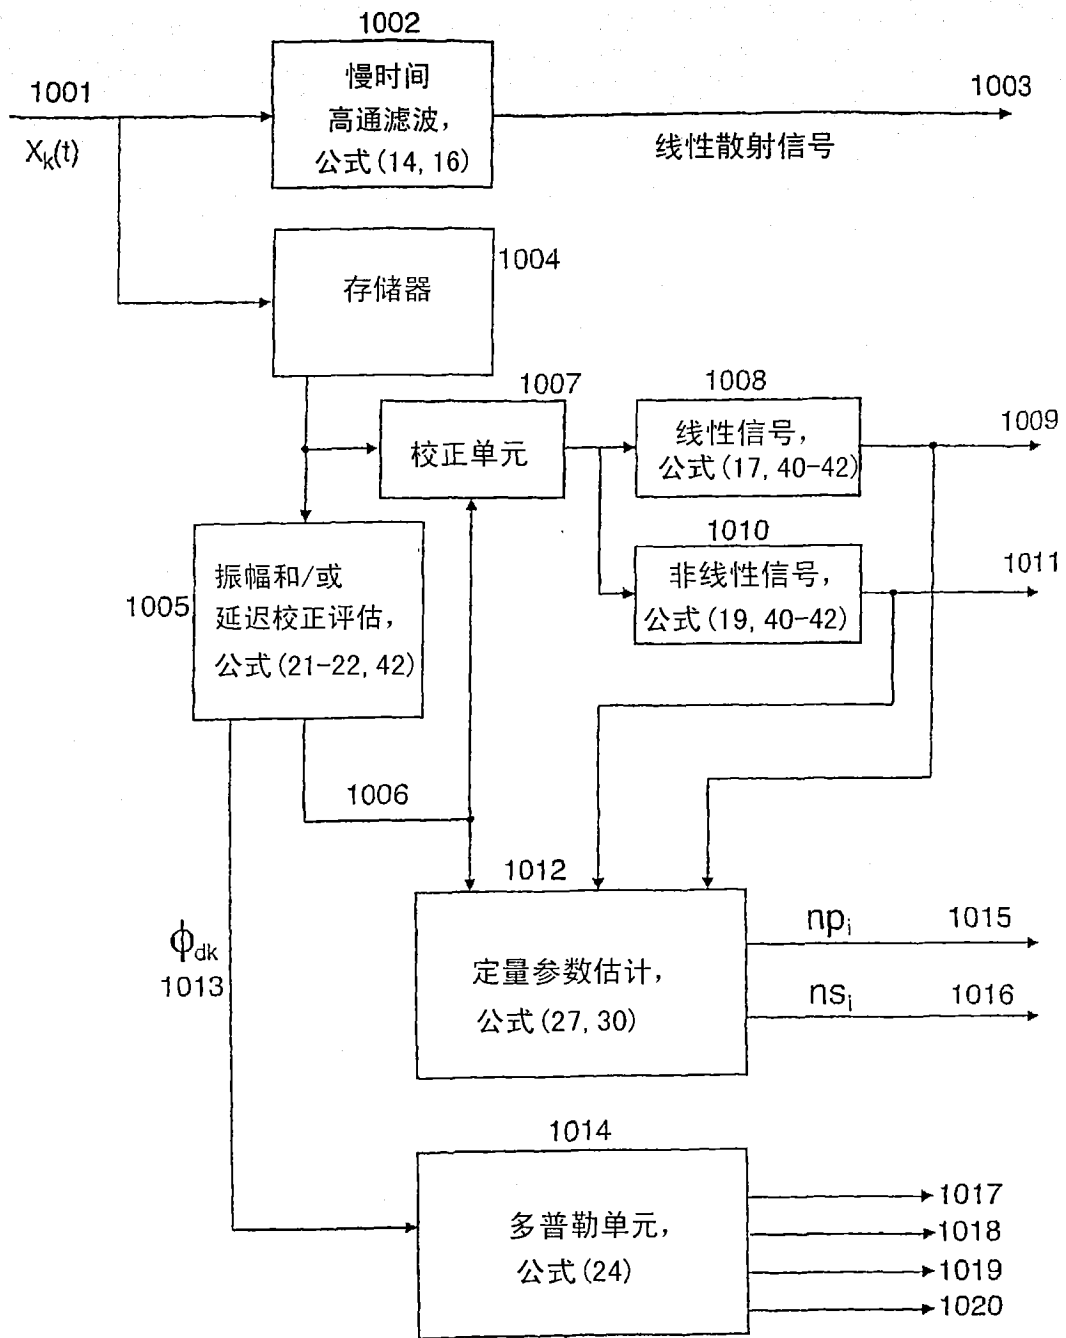 1002
1001
X_k(t)
慢时间
高通滤波,
公式(14,16)
1003
线性散射信号
1004
存储器
1007
校正单元
1008
线性信号,
公式(17,40-42)
1009
1010
非线性信号,
公式(19,40-42)
1011
1005
振幅和/或
延迟校正评估,
公式(21-22,42)
1006
1012
定量参数估计,
公式(27,30)
np_i
1015
ns_i
1016
ϕ_dk
1013
1014
多普勒单元,
公式(24)
1017
1018
1019
1020